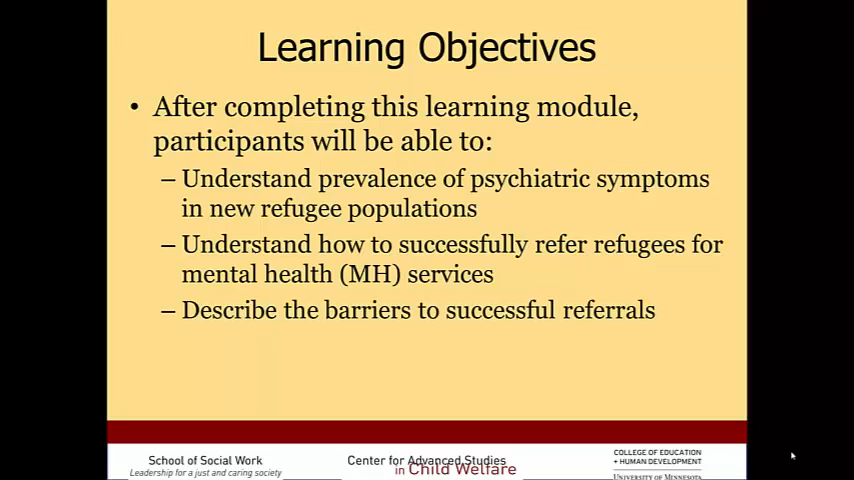 Learning Objectives
• After completing this learning module,
participants will be able to:
– Understand prevalence of psychiatric symptoms
in new refugee populations
– Understand how to successfully refer refugees for
mental health (MH) services
– Describe the barriers to successful referrals
School of Social Work
Leadership for a just and caring society
Center for Advanced Studies
in Child Welfare
COLLEGE OF EDUCATION
+ HUMAN DEVELOPMENT
UNIVERSITY OF MINNESOTA